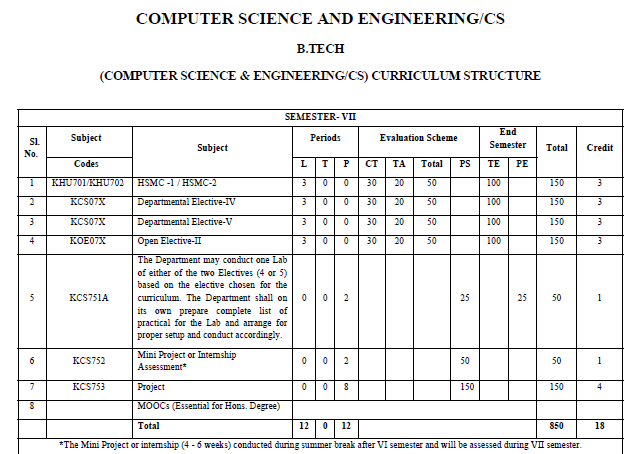 COMPUTER SCIENCE AND ENGINEERING/CS
B.TECH
(COMPUTER SCIENCE & ENGINEERING/CS) CURRICULUM STRUCTURE
SEMESTER- VII
Sl. No. Subject Codes Subject Periods Evaluation Scheme End Semester Total Credit
L T P CT TA Total PS TE PE
1 KHU701/KHU702 HSMC -1 / HSMC-2 3 0 0 30 20 50 100 150 3
2 KCS07X Departmental Elective-IV 3 0 0 30 20 50 100 150 3
3 KCS07X Departmental Elective-V 3 0 0 30 20 50 100 150 3
4 KOE07X Open Elective-II 3 0 0 30 20 50 100 150 3
The Department may conduct one Lab
of either of the two Electives (4 or 5)
based on the elective chosen for the
5 KCS751A curriculum. The Department shall on 0 0 2 25 25 50 1
its own prepare complete list of
practical for the Lab and arrange for
proper setup and conduct accordingly.
6 KCS752 Mini Project or Internship Assessment* 0 0 2 50 50 1
7 KCS753 Project 0 0 8 150 150 4
8 MOOCs (Essential for Hons. Degree)
Total 12 0 12 850 18
*The Mini Project or internship (4 - 6 weeks) conducted during summer break after VI semester and will be assessed during VII semester.